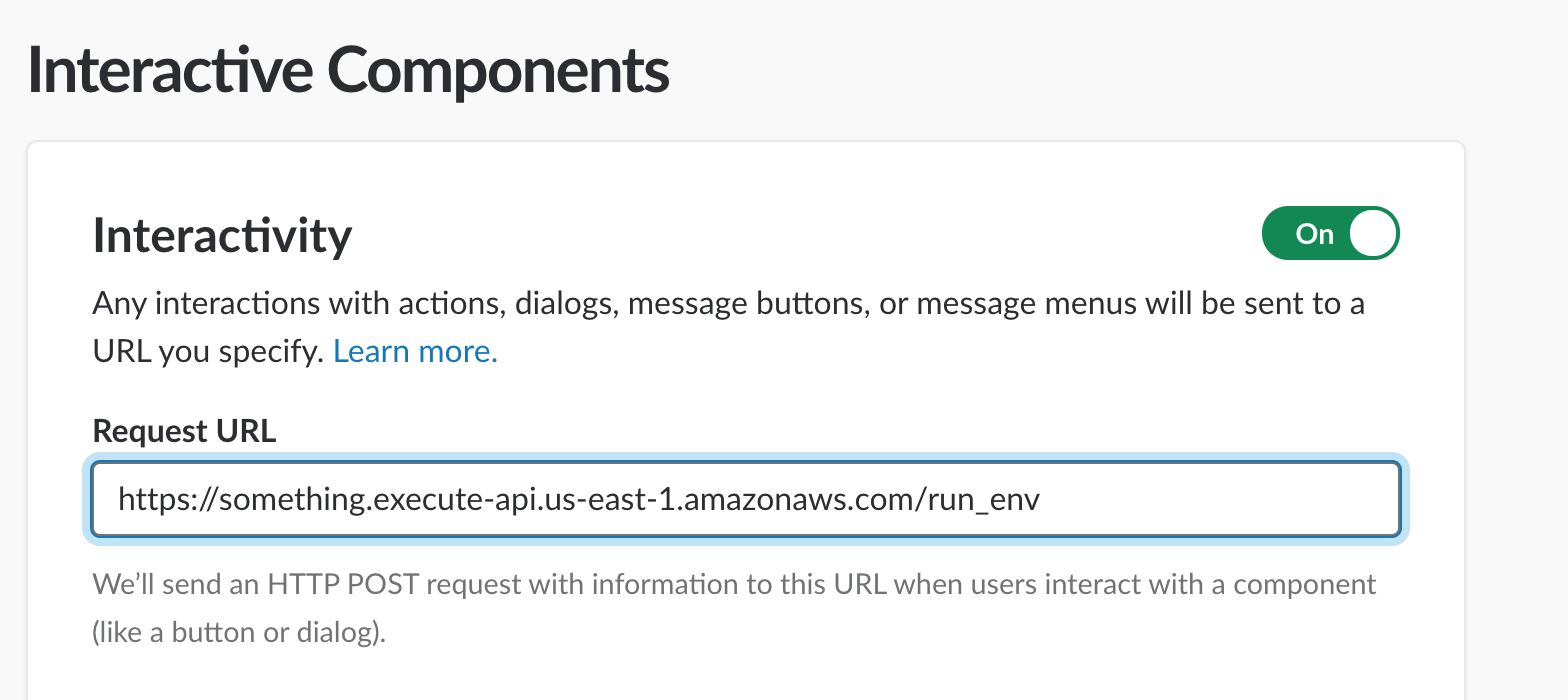 Interactive Components
Interactivity
On
Any interactions with actions, dialogs, message buttons, or message menus will be sent to a
URL you specify. Learn more.
Request URL
https://something.execute-api.us-east-1.amazonaws.com/run_env
We’ll send an HTTP POST request with information to this URL when users interact with a component
(like a button or dialog).